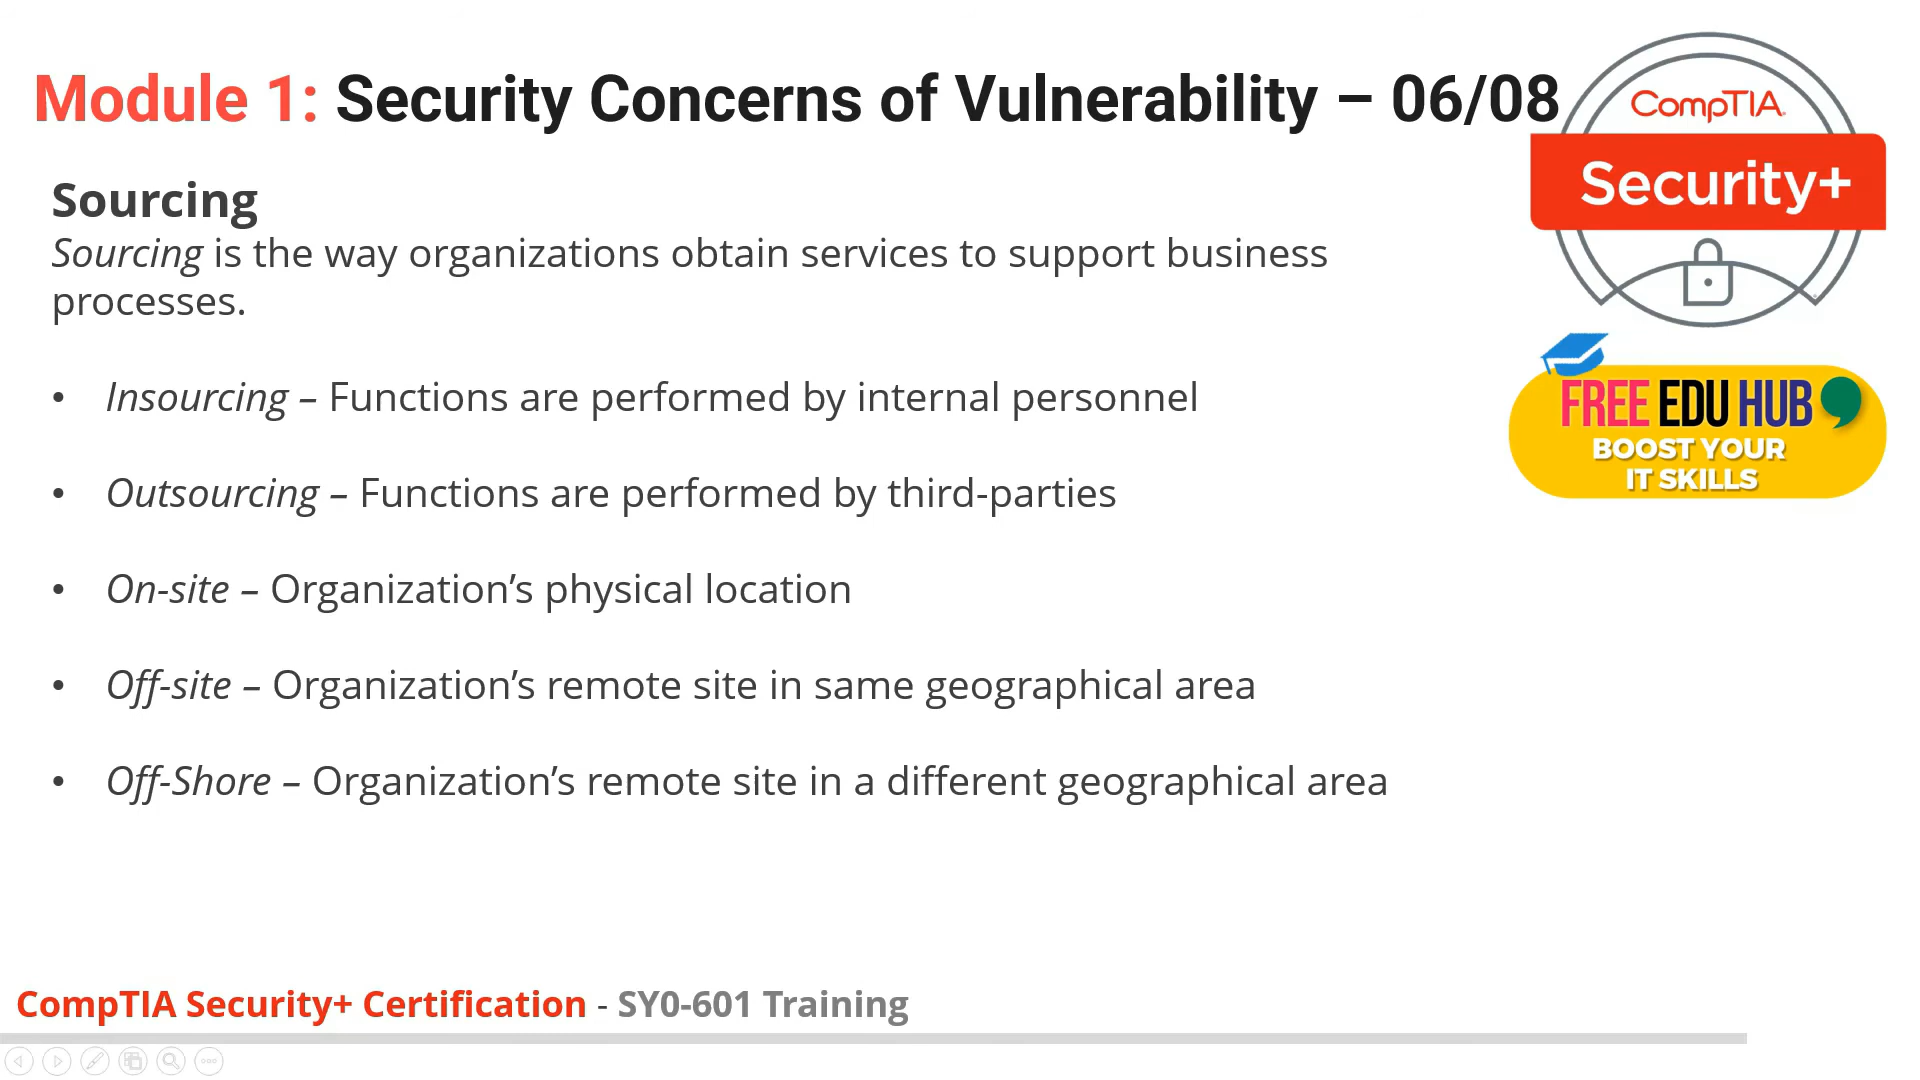 Module 1: Security Concerns of Vulnerability – 06/08
CompTIA.
Security+
Sourcing
Sourcing is the way organizations obtain services to support business
processes.
• Insourcing – Functions are performed by internal personnel
• Outsourcing – Functions are performed by third-parties
• On-site – Organization’s physical location
• Off-site – Organization’s remote site in same geographical area
• Off-Shore – Organization’s remote site in a different geographical area
FREE EDU HUB
BOOST YOUR
IT SKILLS
CompTIA Security+ Certification - SY0-601 Training